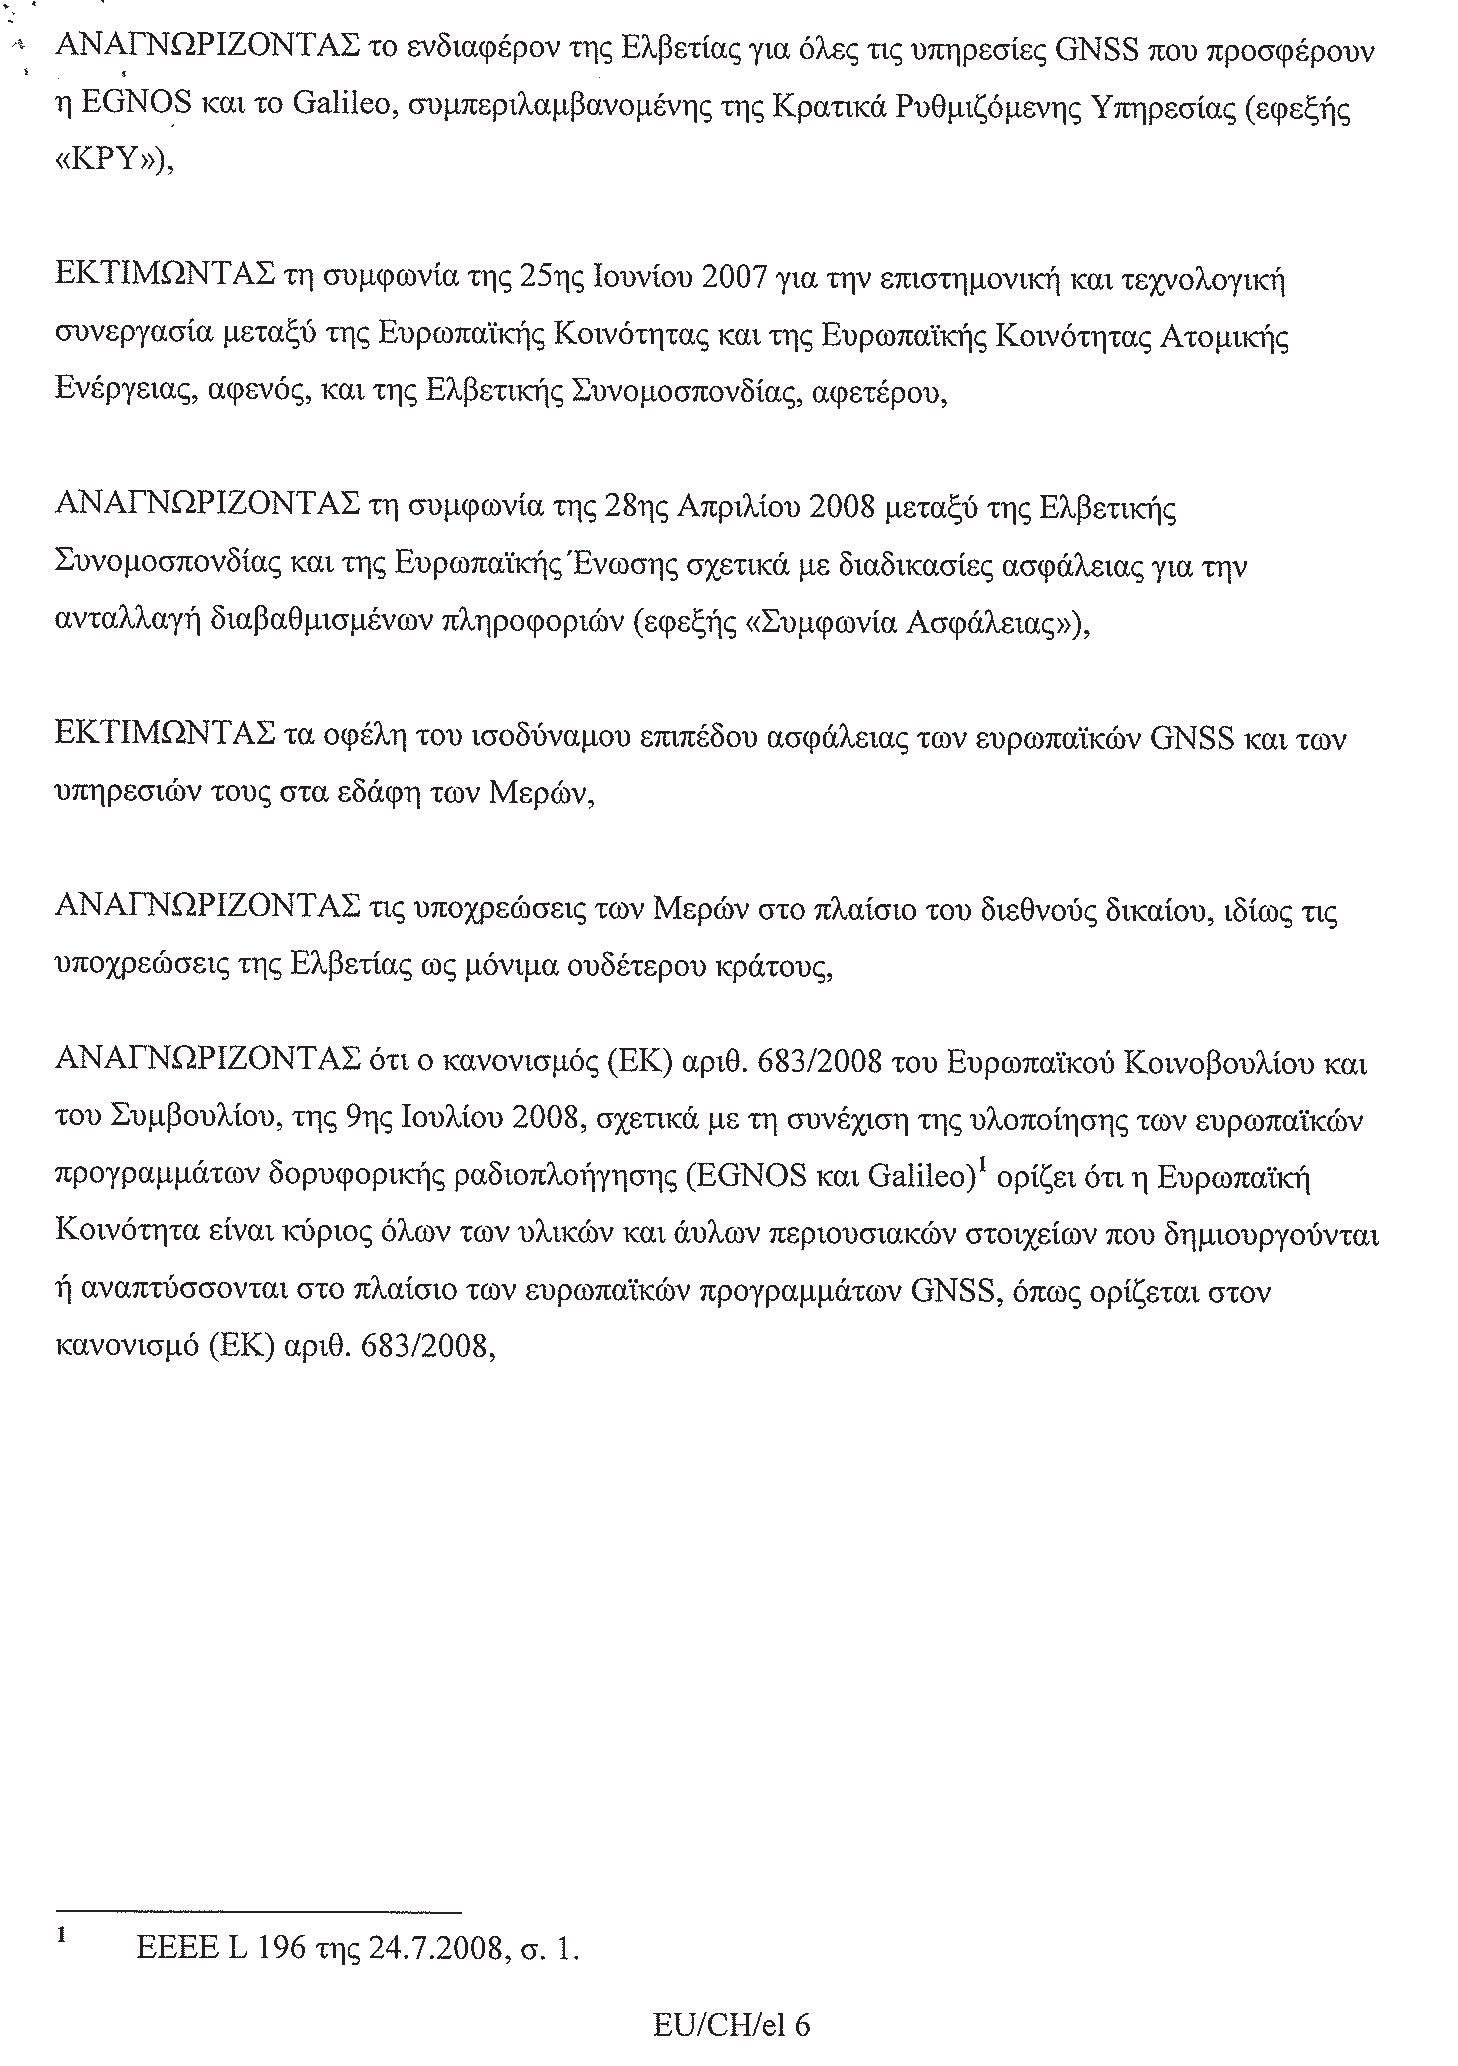 ΑΝΑΓΝΩΡΙΖΟΝΤΑΣ το ενδιαφέρον της Ελβετίας για όλες τις υπηρεσίες GNSS που προσφέρουν
η EGNOS και το Galileo, συμπεριλαμβανομένης της Κρατικά Ρυθμιζόμενης Υπηρεσίας (εφεξής
«ΚΡΥ»),
ΕΚΤΙΜΩΝΤΑΣ τη συμφωνία της 25ης Ιουνίου 2007 για την επιστημονική και τεχνολογική
συνεργασία μεταξύ της Ευρωπαϊκής Κοινότητας και της Ευρωπαϊκής Κοινότητας Ατομικής
Ενέργειας, αφενός, και της Ελβετικής Συνομοσπονδίας, αφετέρου,
ΑΝΑΓΝΩΡΙΖΟΝΤΑΣ τη συμφωνία της 28ης Απριλίου 2008 μεταξύ της Ελβετικής
Συνομοσπονδίας και της Ευρωπαϊκής Ένωσης σχετικά με διαδικασίες ασφάλειας για την
ανταλλαγή διαβαθμισμένων πληροφοριών (εφεξής «Συμφωνία Ασφάλειας»),
ΕΚΤΙΜΩΝΤΑΣ τα οφέλη του ισοδύναμου επιπέδου ασφάλειας των ευρωπαϊκών GNSS και των
υπηρεσιών τους στα εδάφη των Μερών,
ΑΝΑΓΝΩΡΙΖΟΝΤΑΣ τις υποχρεώσεις των Μερών στο πλαίσιο του διεθνούς δικαίου, ιδίως τις
υποχρεώσεις της Ελβετίας ως μόνιμα ουδέτερου κράτους,
ΑΝΑΓΝΩΡΙΖΟΝΤΑΣ ότι ο κανονισμός (ΕΚ) αριθ. 683/2008 του Ευρωπαϊκού Κοινοβουλίου και
του Συμβουλίου, της 9ης Ιουλίου 2008, σχετικά με τη συνέχιση της υλοποίησης των ευρωπαϊκών
προγραμμάτων δορυφορικής ραδιοπλοήγησης (EGNOS και Galileo)¹ ορίζει ότι η Ευρωπαϊκή
Κοινότητα είναι κύριος όλων των υλικών και άυλων περιουσιακών στοιχείων που δημιουργούνται
ή αναπτύσσονται στο πλαίσιο των ευρωπαϊκών προγραμμάτων GNSS, όπως ορίζεται στον
κανονισμό (ΕΚ) αριθ. 683/2008,
¹ ΕΕΕΕ L 196 της 24.7.2008, σ. 1.
EU/CH/el 6